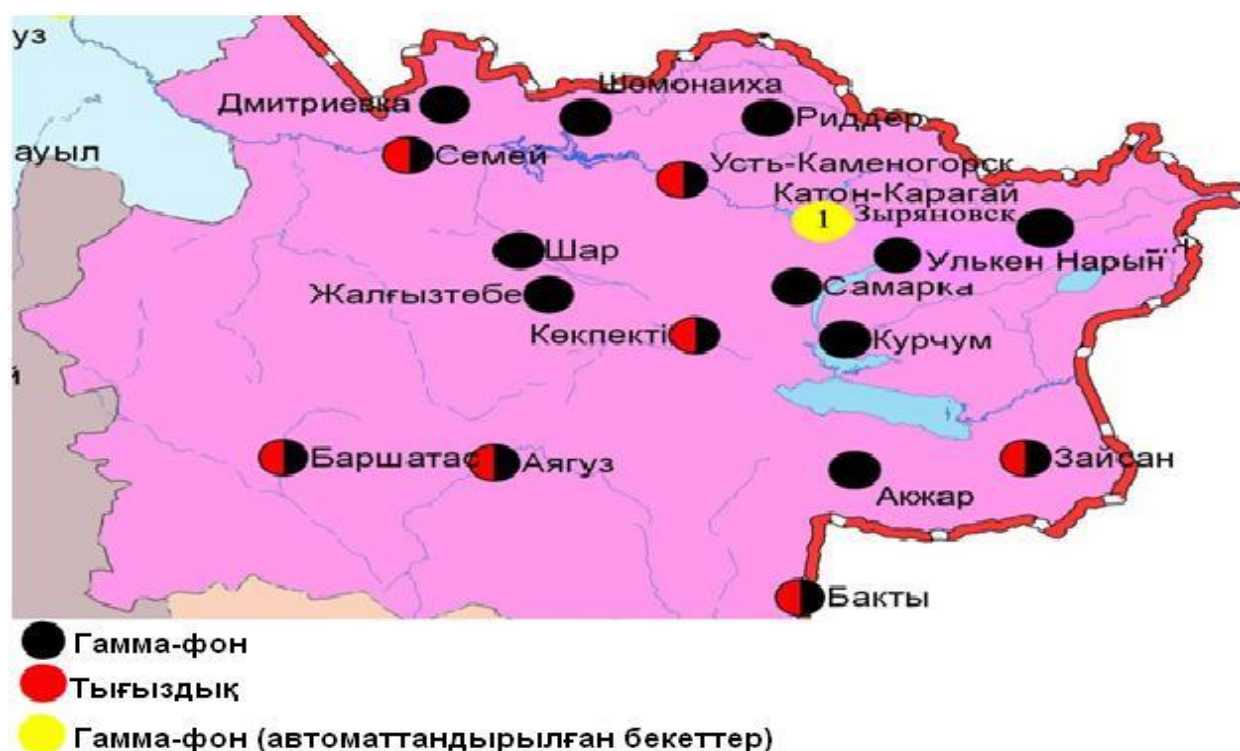 уз
Дмитриевка
Шемонаиха
Риддер
ауыл
Семей
Усть-Каменогорск
Катон-Карагай
1 Зыряновск
Шар
Улькен Нарын
Жалғызтөбе
Самарка
Көкпекті
Курчум
й
Баршатас
Аягуз
Зайсан
Акжар
Бакты
Гамма-фон
Тығыздық
Гамма-фон (автоматтандырылған бекеттер)